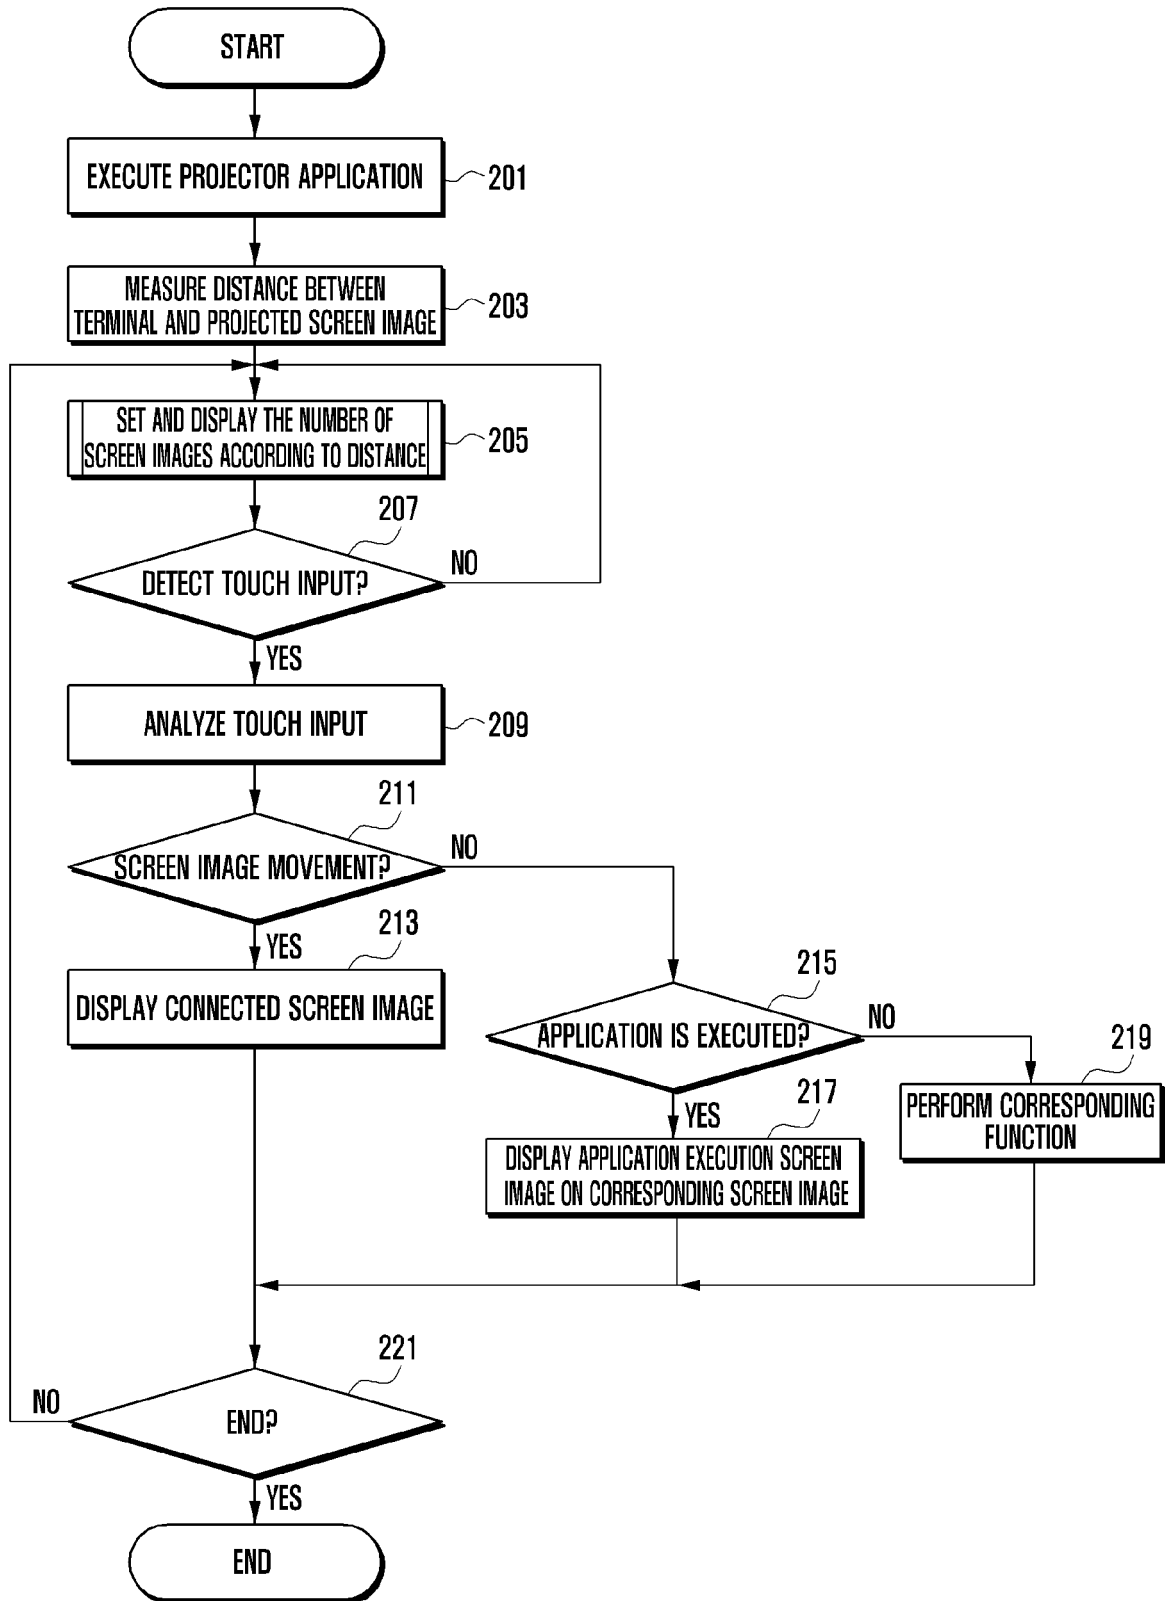 START
EXECUTE PROJECTOR APPLICATION
201
MEASURE DISTANCE BETWEEN
TERMINAL AND PROJECTED SCREEN IMAGE
203
SET AND DISPLAY THE NUMBER OF
SCREEN IMAGES ACCORDING TO DISTANCE
205
207
DETECT TOUCH INPUT?
NO
YES
ANALYZE TOUCH INPUT
209
211
SCREEN IMAGE MOVEMENT?
NO
YES
213
DISPLAY CONNECTED SCREEN IMAGE
215
APPLICATION IS EXECUTED?
NO
YES
217
DISPLAY APPLICATION EXECUTION SCREEN
IMAGE ON CORRESPONDING SCREEN IMAGE
219
PERFORM CORRESPONDING
FUNCTION
221
END?
NO
YES
END